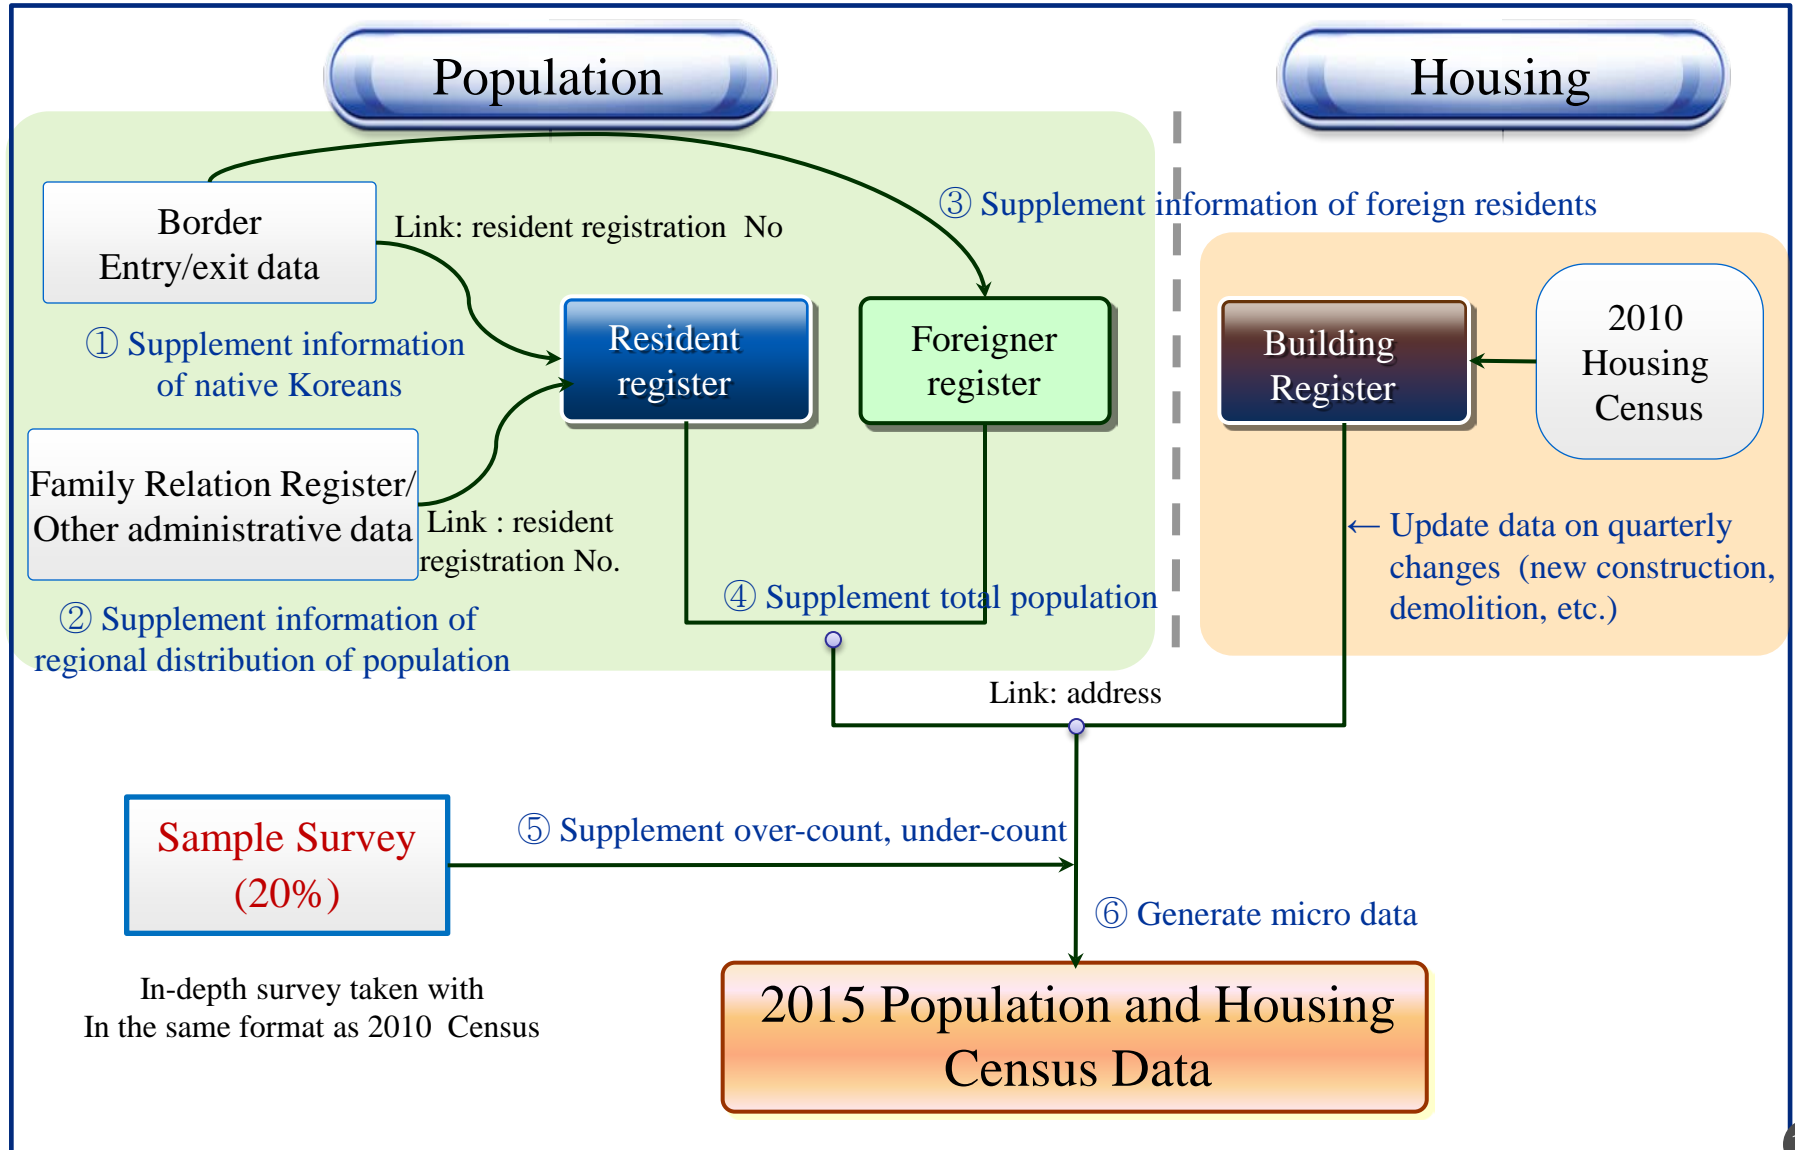 Population
Housing
Border
Entry/exit data
Link: resident registration  No
③ Supplement information of foreign residents
① Supplement information
of native Koreans
Resident
register
Foreigner
register
Building
Register
2010
Housing
Census
Family Relation Register/
Other administrative data
Link : resident
registration No.
② Supplement information of
regional distribution of population
④ Supplement total population
← Update data on quarterly
changes  (new construction,
demolition, etc.)
Link: address
Sample Survey
(20%)
⑤ Supplement over-count, under-count
⑥ Generate micro data
In-depth survey taken with
In the same format as 2010  Census
2015 Population and Housing
Census Data